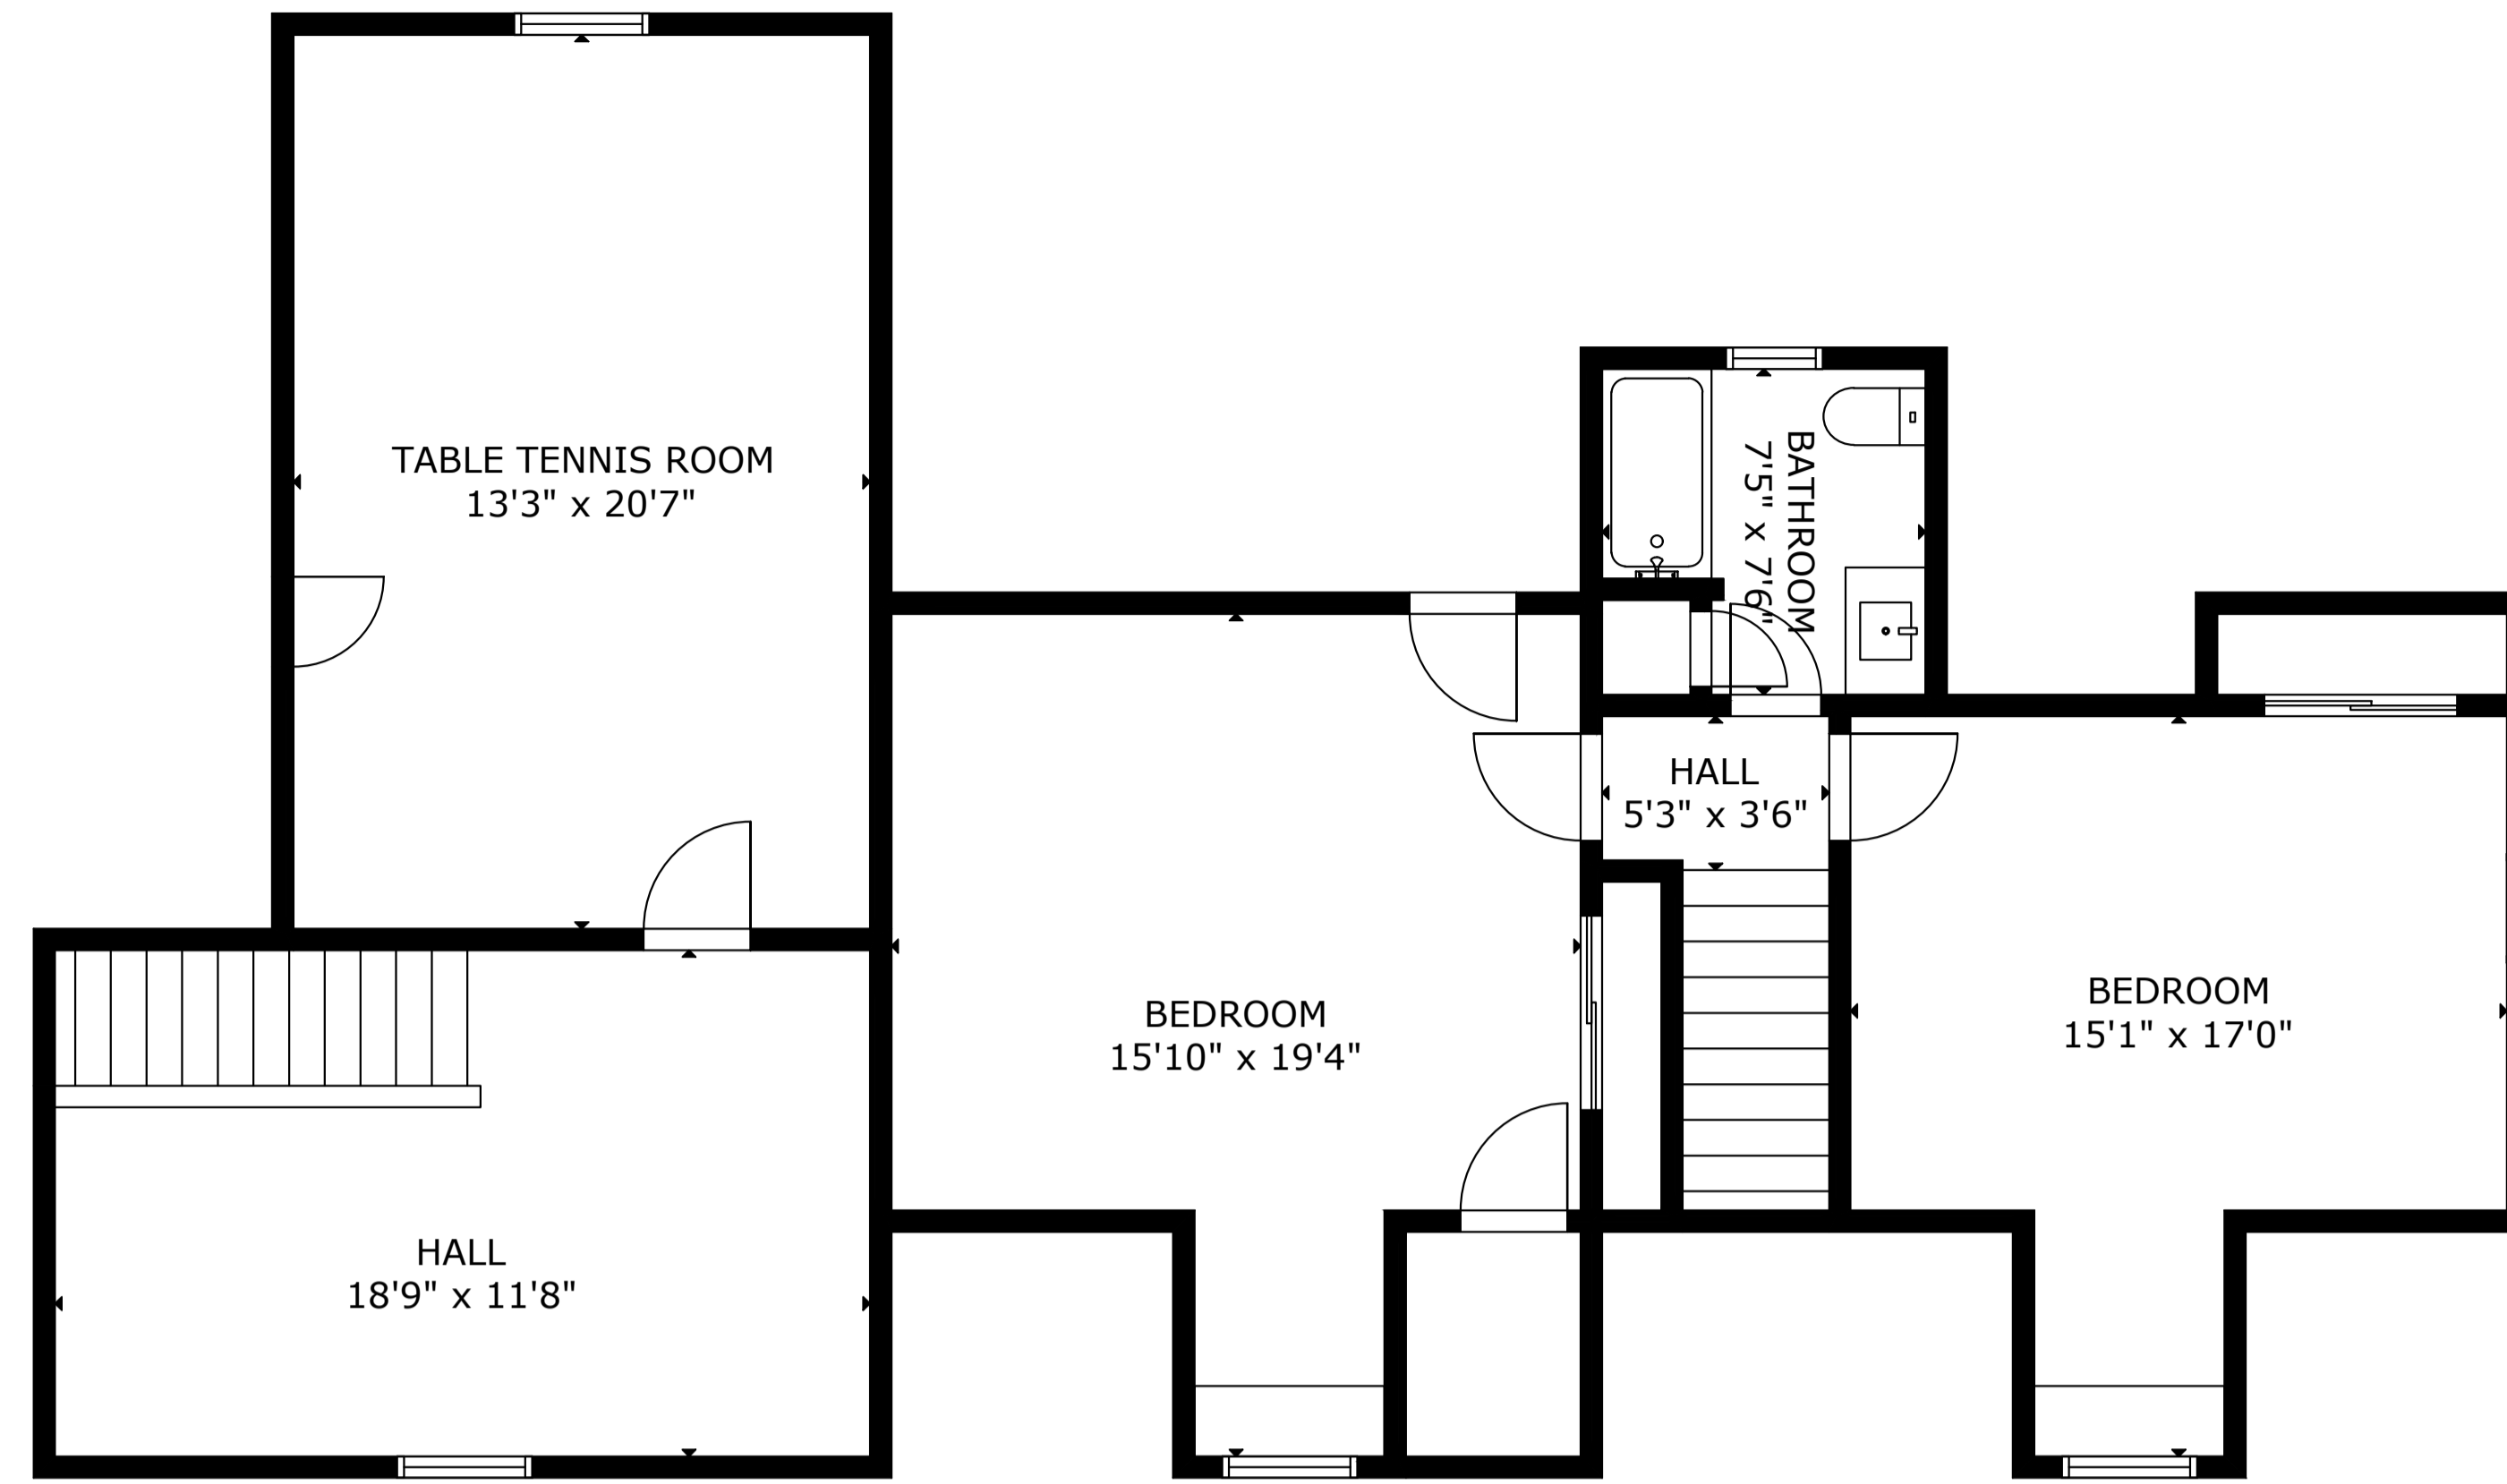 TABLE TENNIS ROOM
13'3" x 20'7"
BATHROOM
7'5" x 7'6"
HALL
5'3" x 3'6"
BEDROOM
15'10" x 19'4"
BEDROOM
15'1" x 17'0"
HALL
18'9" x 11'8"